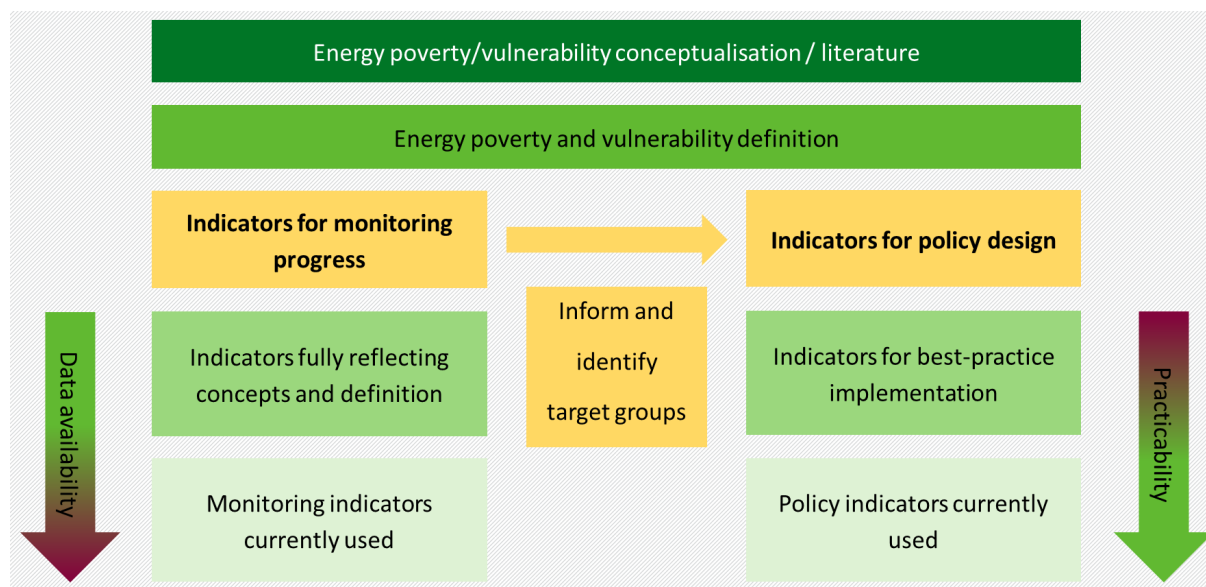 Energy poverty/vulnerability conceptualisation / literature
Energy poverty and vulnerability definition
Indicators for monitoring
progress
Indicators for policy design
Inform and
identify
target groups
Data availability
Indicators fully reflecting
concepts and definition
Indicators for best-practice
implementation
Practicability
Monitoring indicators
currently used
Policy indicators currently
used